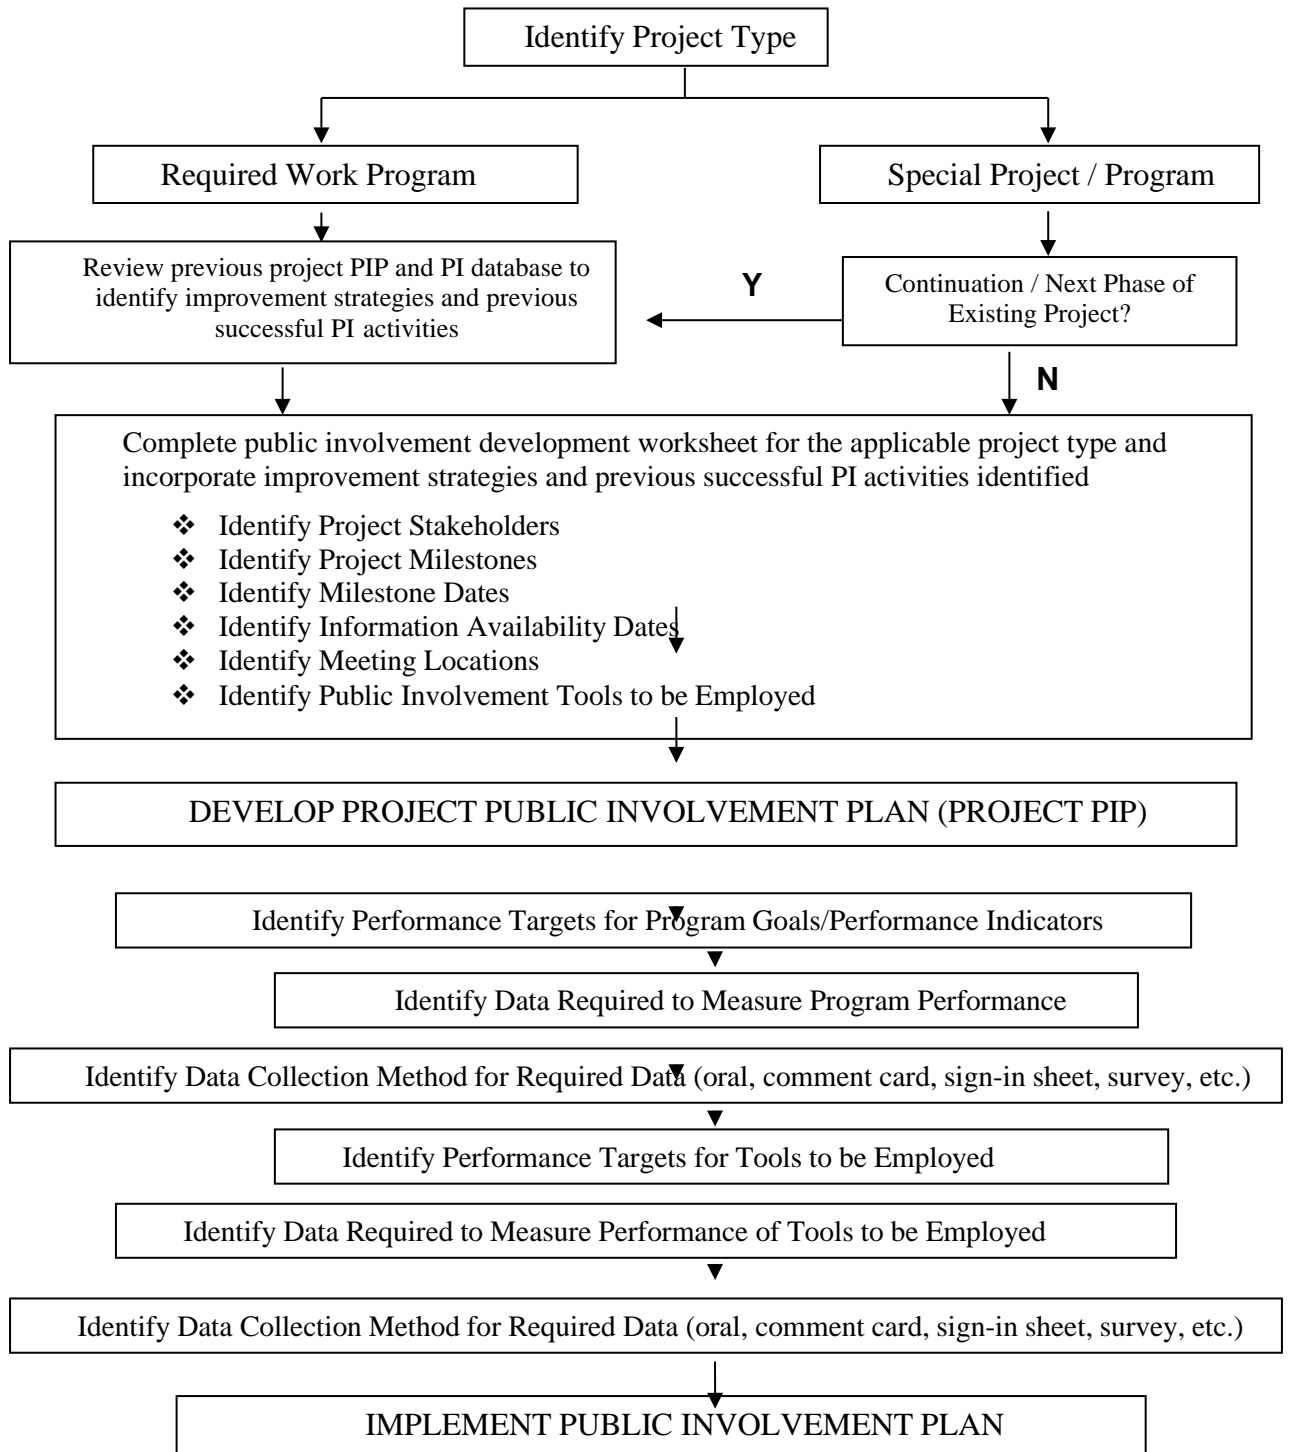 Identify Project Type
Required Work Program
Special Project / Program
Review previous project PIP and PI database to
identify improvement strategies and previous
successful PI activities
Y
Continuation / Next Phase of
Existing Project?
N
Complete public involvement development worksheet for the applicable project type and
incorporate improvement strategies and previous successful PI activities identified
❖ Identify Project Stakeholders
❖ Identify Project Milestones
❖ Identify Milestone Dates
❖ Identify Information Availability Dates
❖ Identify Meeting Locations
❖ Identify Public Involvement Tools to be Employed
DEVELOP PROJECT PUBLIC INVOLVEMENT PLAN (PROJECT PIP)
Identify Performance Targets for Program Goals/Performance Indicators
Identify Data Required to Measure Program Performance
Identify Data Collection Method for Required Data (oral, comment card, sign-in sheet, survey, etc.)
Identify Performance Targets for Tools to be Employed
Identify Data Required to Measure Performance of Tools to be Employed
Identify Data Collection Method for Required Data (oral, comment card, sign-in sheet, survey, etc.)
IMPLEMENT PUBLIC INVOLVEMENT PLAN